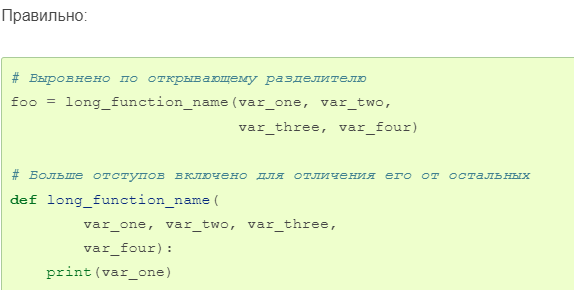 Правильно:
# Выровнено по открывающему разделителю
foo = long_function_name(var_one, var_two,
                         var_three, var_four)
# Больше отступов включено для отличения его от остальных
def long_function_name(
        var_one, var_two, var_three,
        var_four):
    print(var_one)